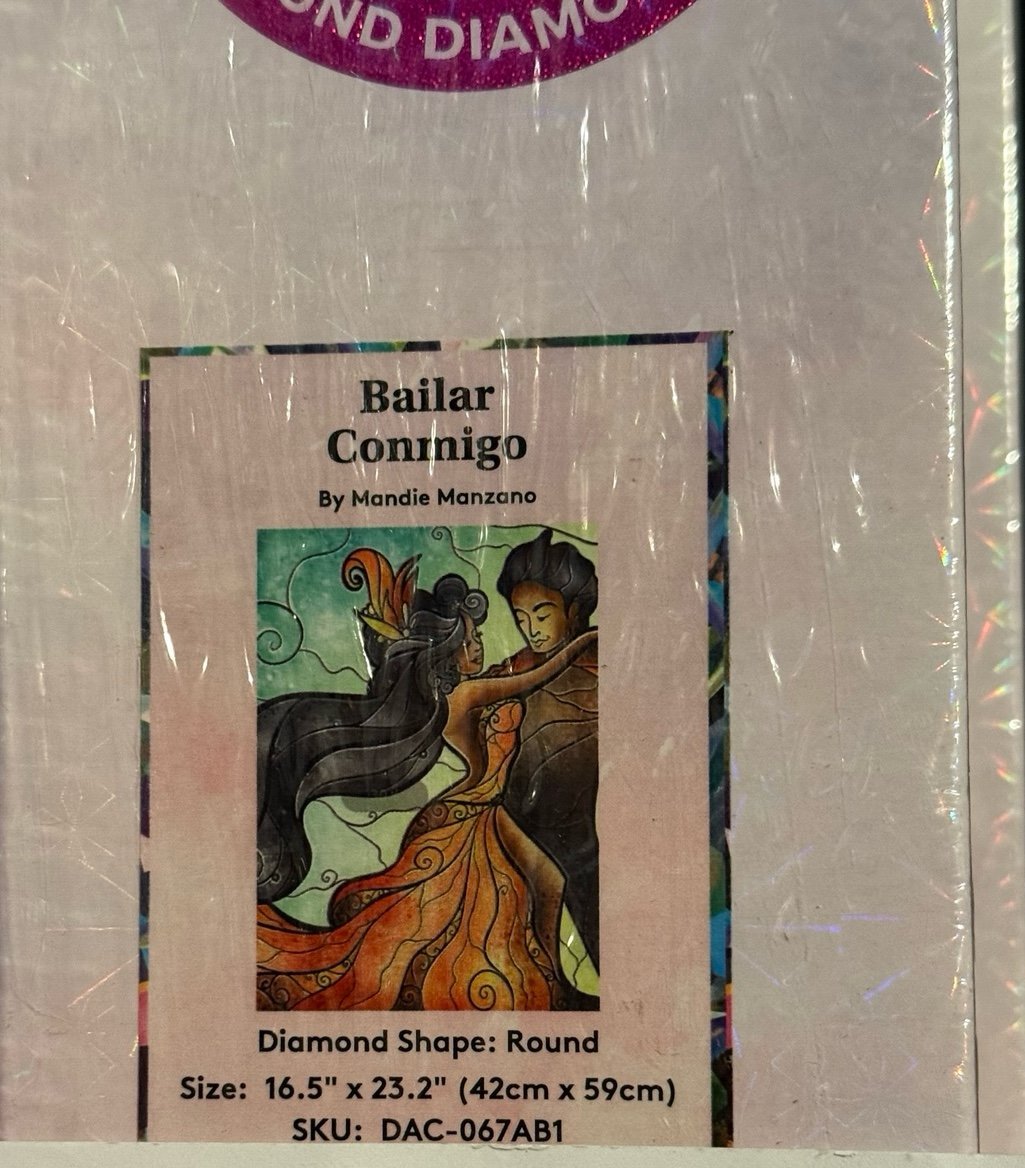 DIAMO
Bailar
Conmigo
By Mandie Manzano
Diamond Shape: Round
Size: 16.5" x 23.2" (42cm x 59cm)
SKU: DAC-067AB1